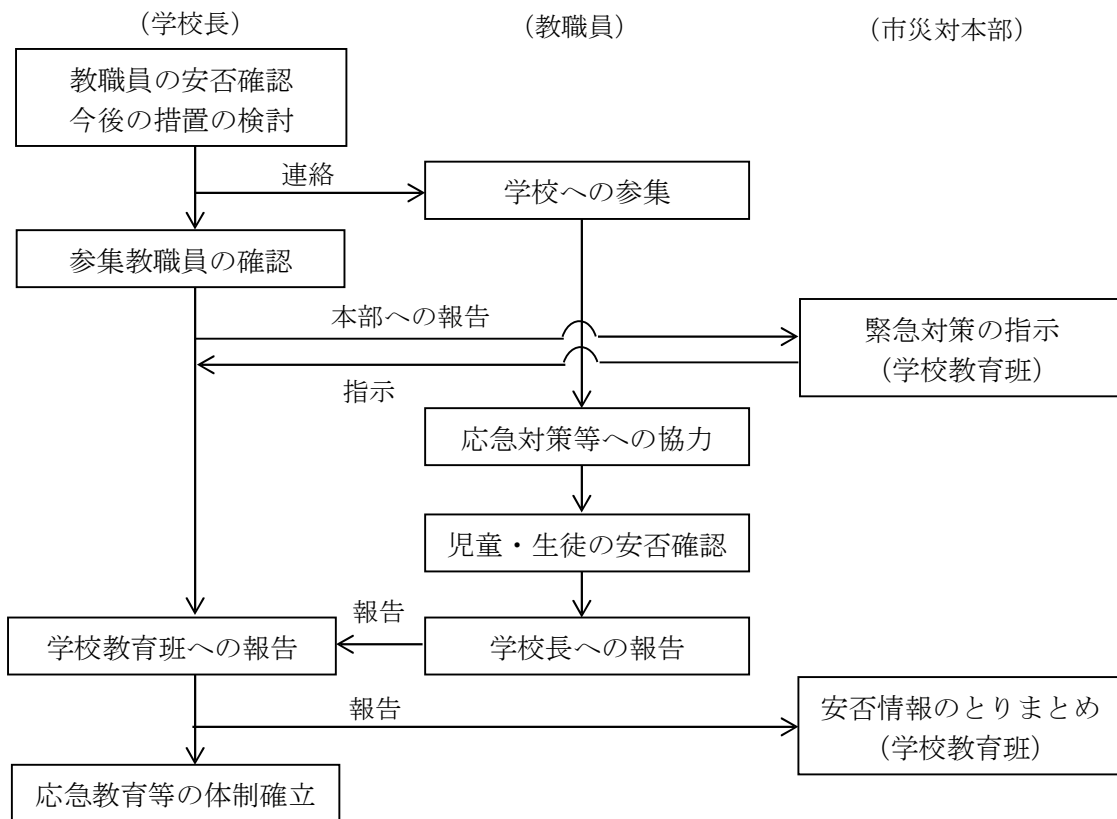 （学校長）
（教職員）
（市災対本部）
教職員の安否確認
今後の措置の検討
連絡
学校への参集
参集教職員の確認
本部への報告
緊急対策の指示
（学校教育班）
指示
応急対策等への協力
児童・生徒の安否確認
報告
学校教育班への報告
学校長への報告
報告
安否情報のとりまとめ
（学校教育班）
応急教育等の体制確立